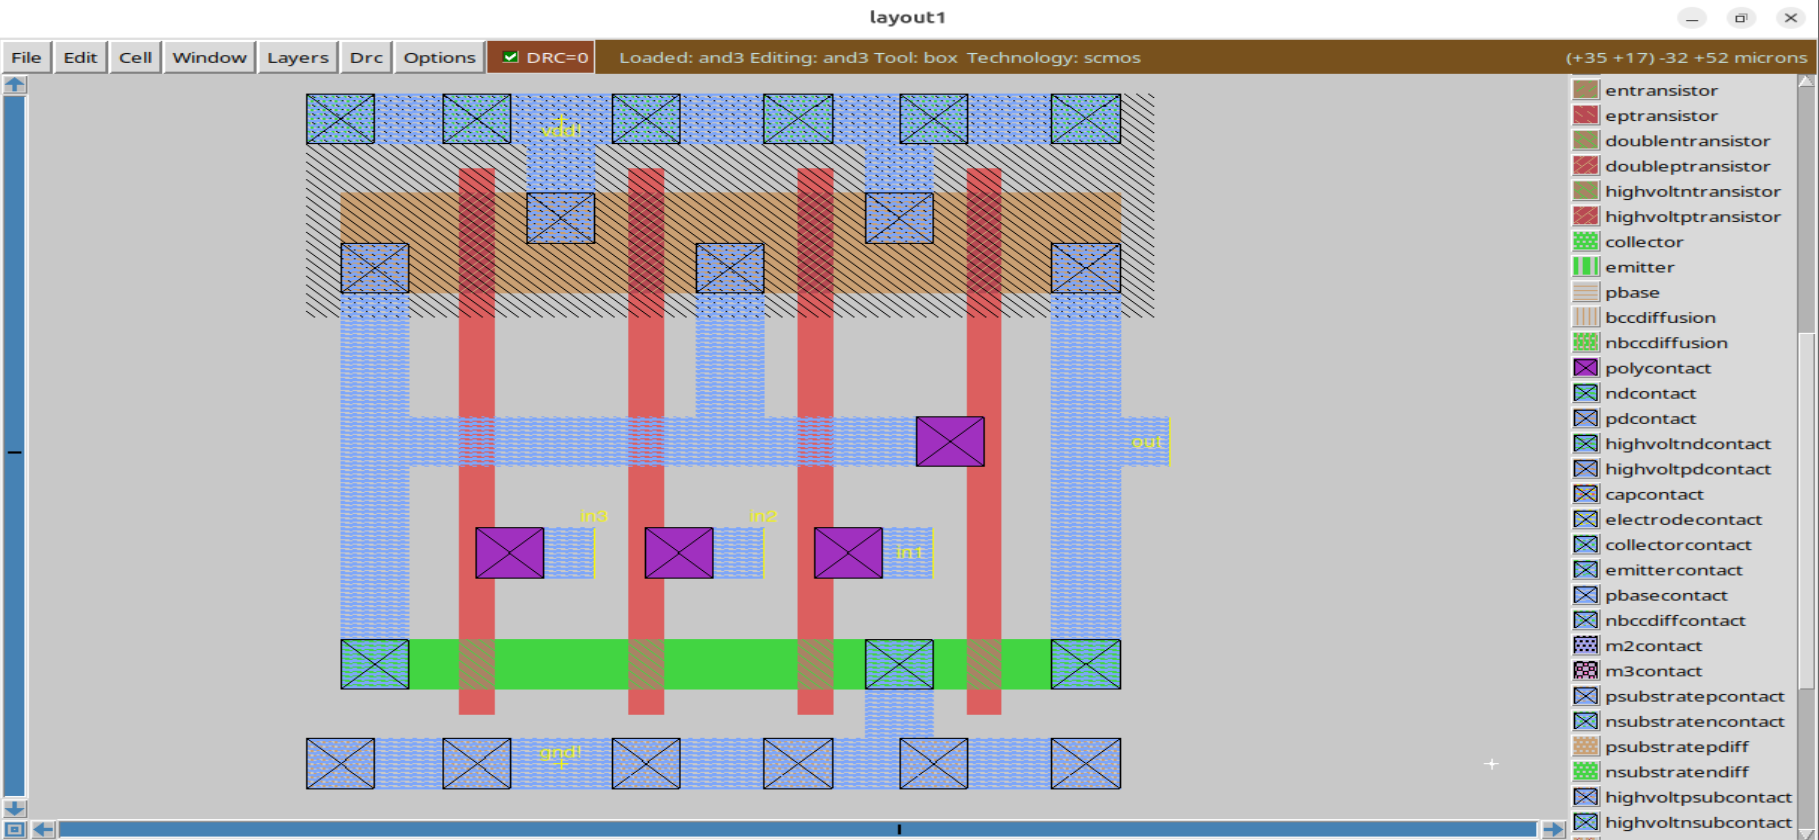 layout1
File Edit Cell Window Layers Drc Options DRC=0 Loaded: and3 Editing: and3 Tool: box Technology: scmos (+35 +17) -32 +52 microns
vdd!
out
in3 in2
in1
gnd!
entransistor
eptransistor
doublentransistor
doubleptransistor
highvoltntransistor
highvoltptransistor
collector
emitter
pbase
bccdiffusion
nbccdiffusion
polycontact
ndcontact
pdcontact
highvoltndcontact
highvoltpdcontact
capcontact
electrodecontact
collectorcontact
emittercontact
pbasecontact
nbccdiffcontact
m2contact
m3contact
psubstratepcontact
nsubstratencontact
psubstratepdiff
nsubstratendiff
highvoltpsubcontact
highvoltnsubcontact